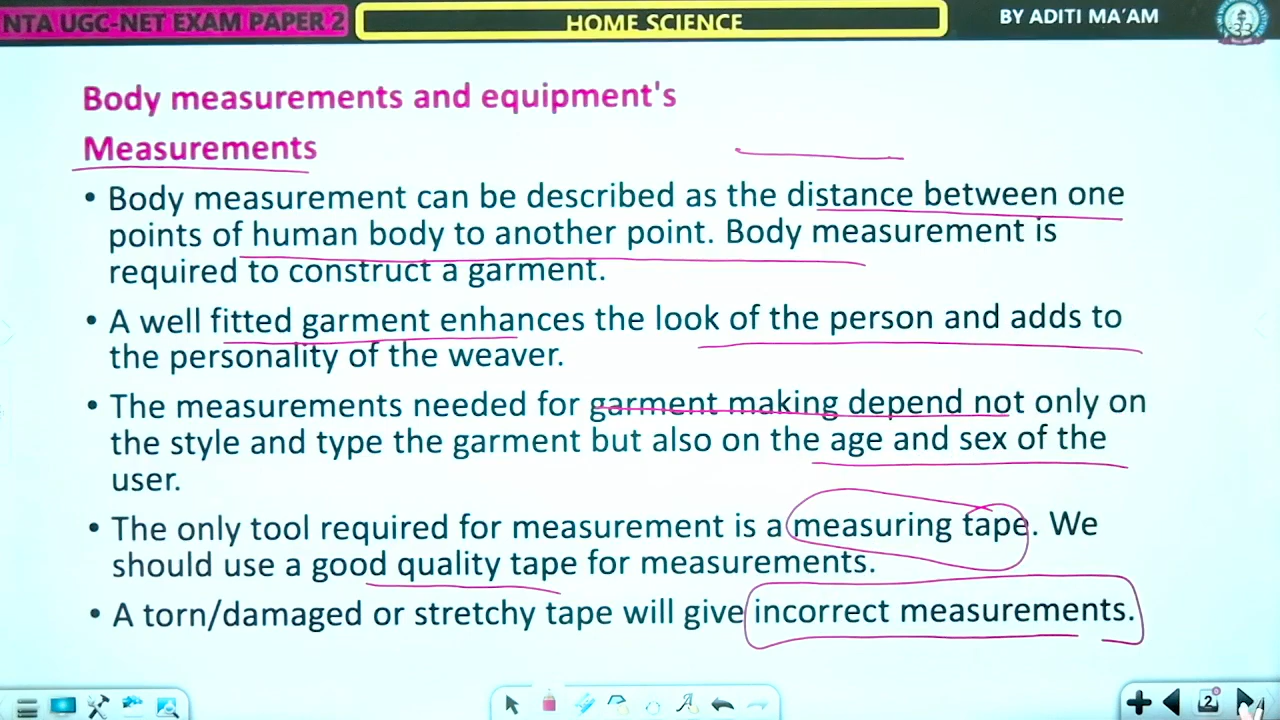 NTA UGC-NET EXAM PAPER 2
HOME SCIENCE
BY ADITI MA'AM
Body measurements and equipment's
Measurements
• Body measurement can be described as the distance between one
points of human body to another point. Body measurement is
required to construct a garment.
• A well fitted garment enhances the look of the person and adds to
the personality of the weaver.
• The measurements needed for garment making depend not only on
the style and type the garment but also on the age and sex of the
user.
• The only tool required for measurement is a measuring tape. We
should use a good quality tape for measurements.
• A torn/damaged or stretchy tape will give incorrect measurements.
2